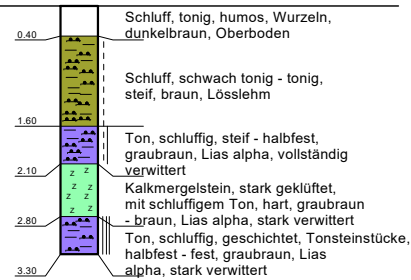 Schluff, tonig, humos, Wurzeln,
dunkelbraun, Oberboden
0.40
Schluff, schwach tonig - tonig,
steif, braun, Lösslehm
1.60
Ton, schluffig, steif - halbfest,
graubraun, Lias alpha, vollständig
verwittert
2.10
Kalkmergelstein, stark geklüftet,
mit schluffigem Ton, hart, graubraun
- braun, Lias alpha, stark verwittert
2.80
Ton, schluffig, geschichtet, Tonsteinstücke,
halbfest - fest, graubraun, Lias
alpha, stark verwittert
3.30
z z
z
z z
z
z z